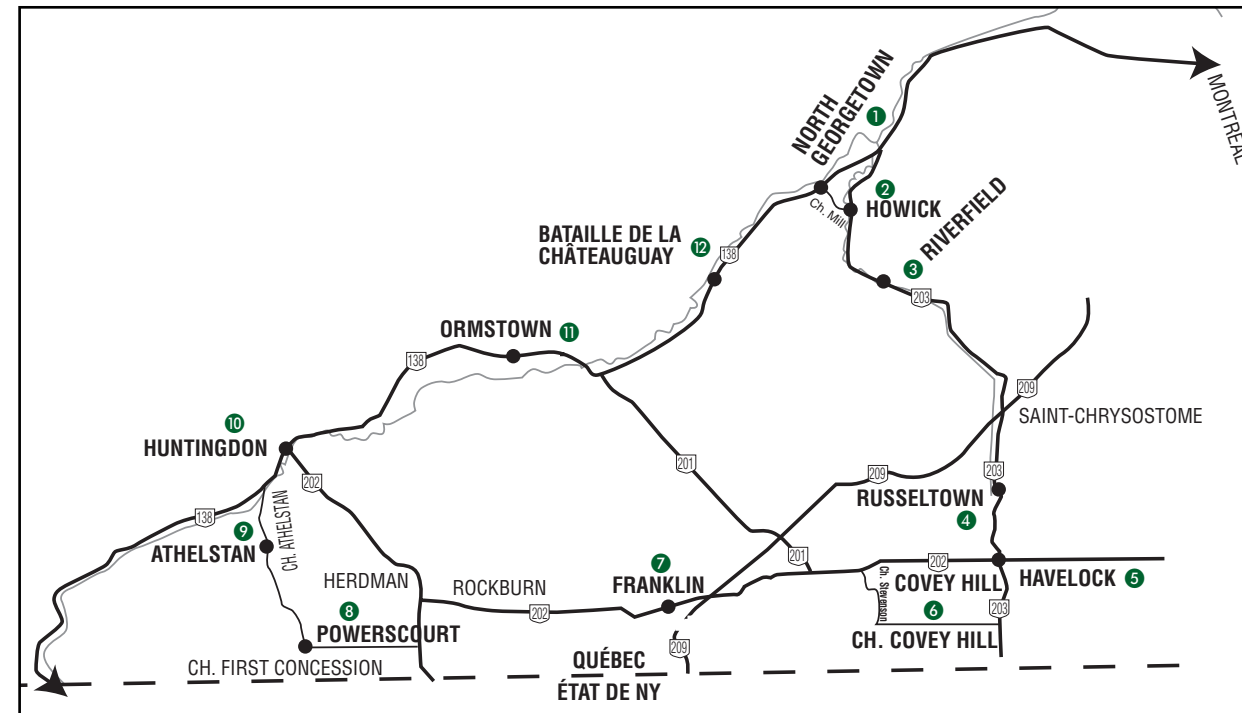 MONTRÉAL
NORTH
GEORGETOWN
1
2
HOWICK
Ch. Mill
RIVERFIELD
3
203
BATAILLE DE LA
CHÂTEAUGUAY
12
138
ORMSTOWN
11
138
209
SAINT-CHRYSOSTOME
10
HUNTINGDON
202
201
209
203
RUSSELTOWN
4
138
9
ATHELSTAN
CH. ATHELSTAN
201
202
HERDMAN
ROCKBURN
7
FRANKLIN
COVEY HILL
HAVELOCK
5
Ch. Stevenson
202
8
POWERSCOURT
6
203
CH. COVEY HILL
209
CH. FIRST CONCESSION
QUÉBEC
ÉTAT DE NY